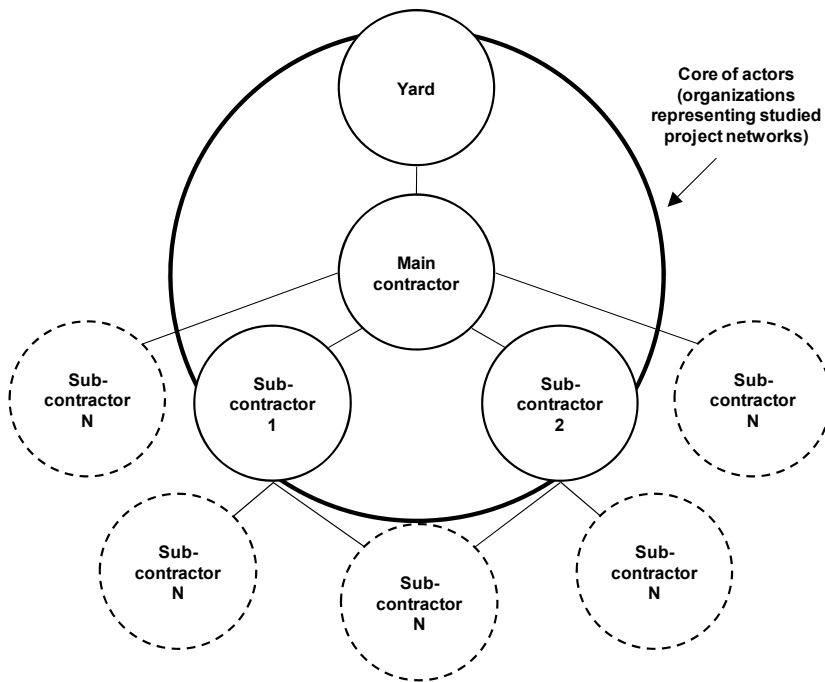 Yard
Core of actors
(organizations
representing studied
project networks)
Main
contractor
Sub-
contractor
N
Sub-
contractor
1
Sub-
contractor
2
Sub-
contractor
N
Sub-
contractor
N
Sub-
contractor
N
Sub-
contractor
N